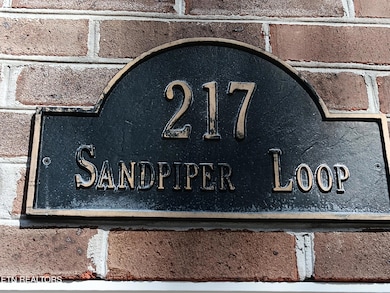 217
SANDPIPER LOOP
ETN REALTORS